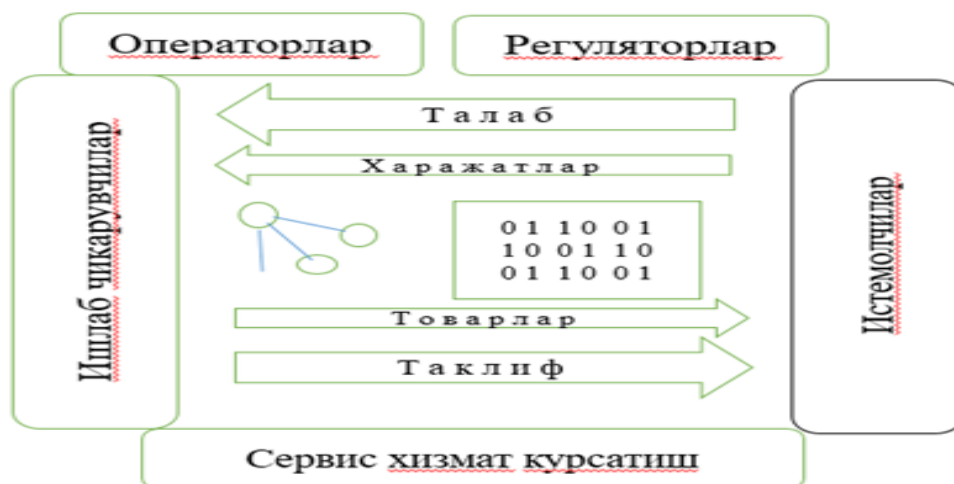 Операторлар
Регуляторлар
Ишлаб чикарувчилар
Талаб
Харажатлар
01 10 01
10 01 10
01 10 01
Товарлар
Таклиф
Истемолчилар
Сервис хизмат курсатиш